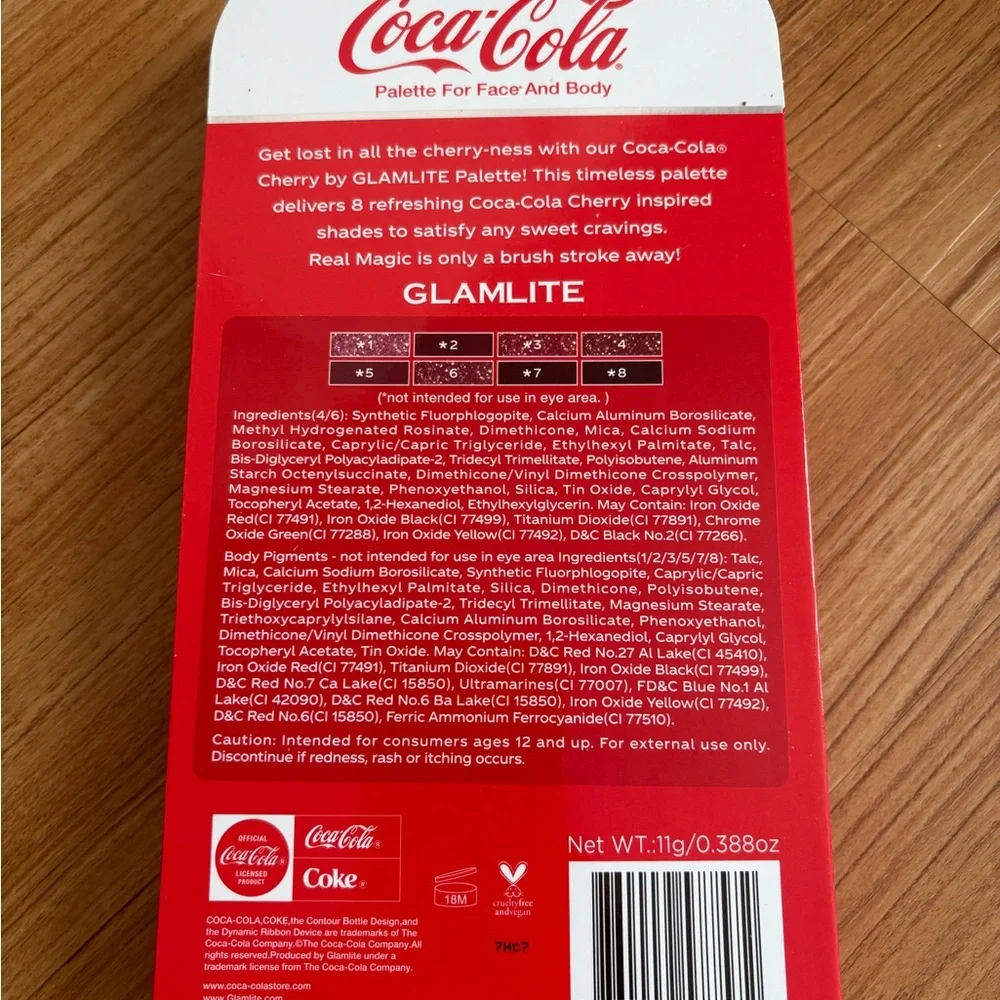 Coca-Cola®
Palette For Face And Body
Get lost in all the cherry-ness with our Coca-Cola®
Cherry by GLAMLITE Palette! This timeless palette
delivers 8 refreshing Coca-Cola Cherry inspired
shades to satisfy any sweet cravings.
Real Magic is only a brush stroke away!
GLAMLITE
*1 *2 *3 4
*5 6 *7 *8
(*not intended for use in eye area. )
Ingredients(4/6): Synthetic Fluorphlogopite, Calcium Aluminum Borosilicate,
Methyl Hydrogenated Rosinate, Dimethicone, Mica, Calcium Sodium
Borosilicate, Caprylic/Capric Triglyceride, Ethylhexyl Palmitate, Talc,
Bis-Diglyceryl Polyacyladipate-2, Tridecyl Trimellitate, Polyisobutene, Aluminum
Starch Octenylsuccinate, Dimethicone/Vinyl Dimethicone Crosspolymer,
Magnesium Stearate, Phenoxyethanol, Silica, Tin Oxide, Caprylyl Glycol,
Tocopheryl Acetate, 1,2-Hexanediol, Ethylhexylglycerin. May Contain: Iron Oxide
Red(CI 77491), Iron Oxide Black(CI 77499), Titanium Dioxide(CI 77891), Chrome
Oxide Green(CI 77288), Iron Oxide Yellow(CI 77492), D&C Black No.2(CI 77266).
Body Pigments - not intended for use in eye area Ingredients(1/2/3/5/7/8): Talc,
Mica, Calcium Sodium Borosilicate, Synthetic Fluorphlogopite, Caprylic/Capric
Triglyceride, Ethylhexyl Palmitate, Silica, Dimethicone, Polyisobutene,
Bis-Diglyceryl Polyacyladipate-2, Tridecyl Trimellitate, Magnesium Stearate,
Triethoxycaprylylsilane, Calcium Aluminum Borosilicate, Phenoxyethanol,
Dimethicone/Vinyl Dimethicone Crosspolymer, 1,2-Hexanediol, Caprylyl Glycol,
Tocopheryl Acetate, Tin Oxide. May Contain: D&C Red No.27 Al Lake(CI 45410),
Iron Oxide Red(CI 77491), Titanium Dioxide(CI 77891), Iron Oxide Black(CI 77499),
D&C Red No.7 Ca Lake(CI 15850), Ultramarines(CI 77007), FD&C Blue No.1 Al
Lake(CI 42090), D&C Red No.6 Ba Lake(CI 15850), Iron Oxide Yellow(CI 77492),
D&C Red No.6(CI 15850), Ferric Ammonium Ferrocyanide(CI 77510).
Caution: Intended for consumers ages 12 and up. For external use only.
Discontinue if redness, rash or itching occurs.
OFFICIAL
Coca-Cola®
LICENSED
PRODUCT
Coca-Cola®
Coke®
18M
crueltyfree
andvegan
7HC7
Net WT.:11g/0.388oz
COCA-COLA,COKE,the Contour Bottle Design,and
the Dynamic Ribbon Device are trademarks of The
Coca-Cola Company.©The Coca-Cola Company.All
rights reserved.Produced by Glamlite under a
trademark license from The Coca-Cola Company.
www.coca-colastore.com
www.Glamlite.com